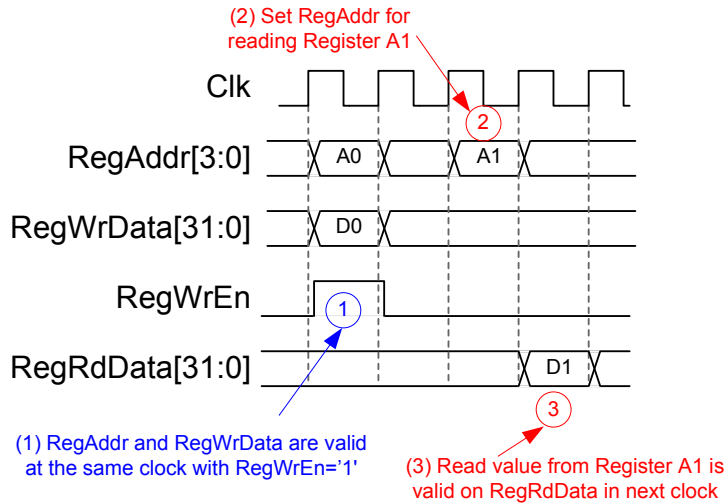 (2) Set RegAddr for
reading Register A1
Clk
2
RegAddr[3:0]
A0
A1
RegWrData[31:0]
D0
RegWrEn
1
RegRdData[31:0]
D1
3
(1) RegAddr and RegWrData are valid
at the same clock with RegWrEn='1'
(3) Read value from Register A1 is
valid on RegRdData in next clock